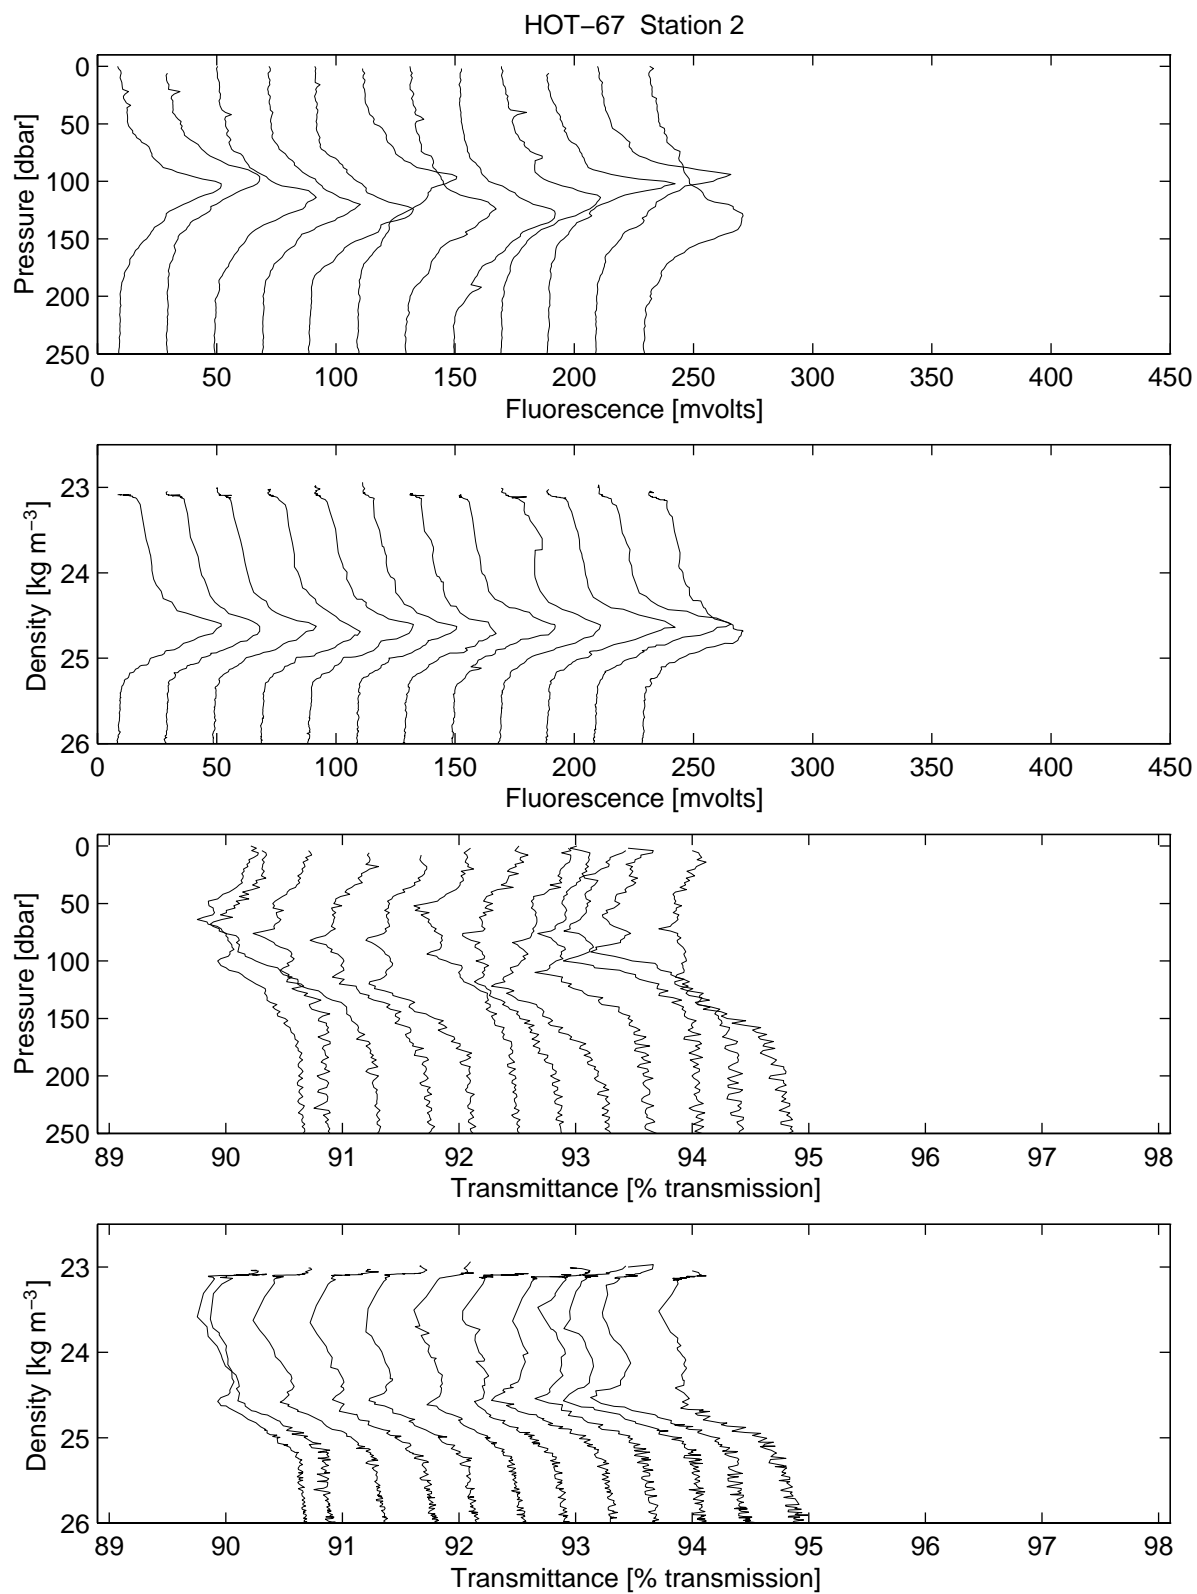 HOT−67 Station 2
0
50
100
150
200
250
Pressure [dbar]
0 50 100 150 200 250 300 350 400 450
Fluorescence [mvolts]
23
24
25
26
Density [kg m−3]
0 50 100 150 200 250 300 350 400 450
Fluorescence [mvolts]
0
50
100
150
200
250
Pressure [dbar]
89 90 91 92 93 94 95 96 97 98
Transmittance [% transmission]
23
24
25
26
Density [kg m−3]
89 90 91 92 93 94 95 96 97 98
Transmittance [% transmission]